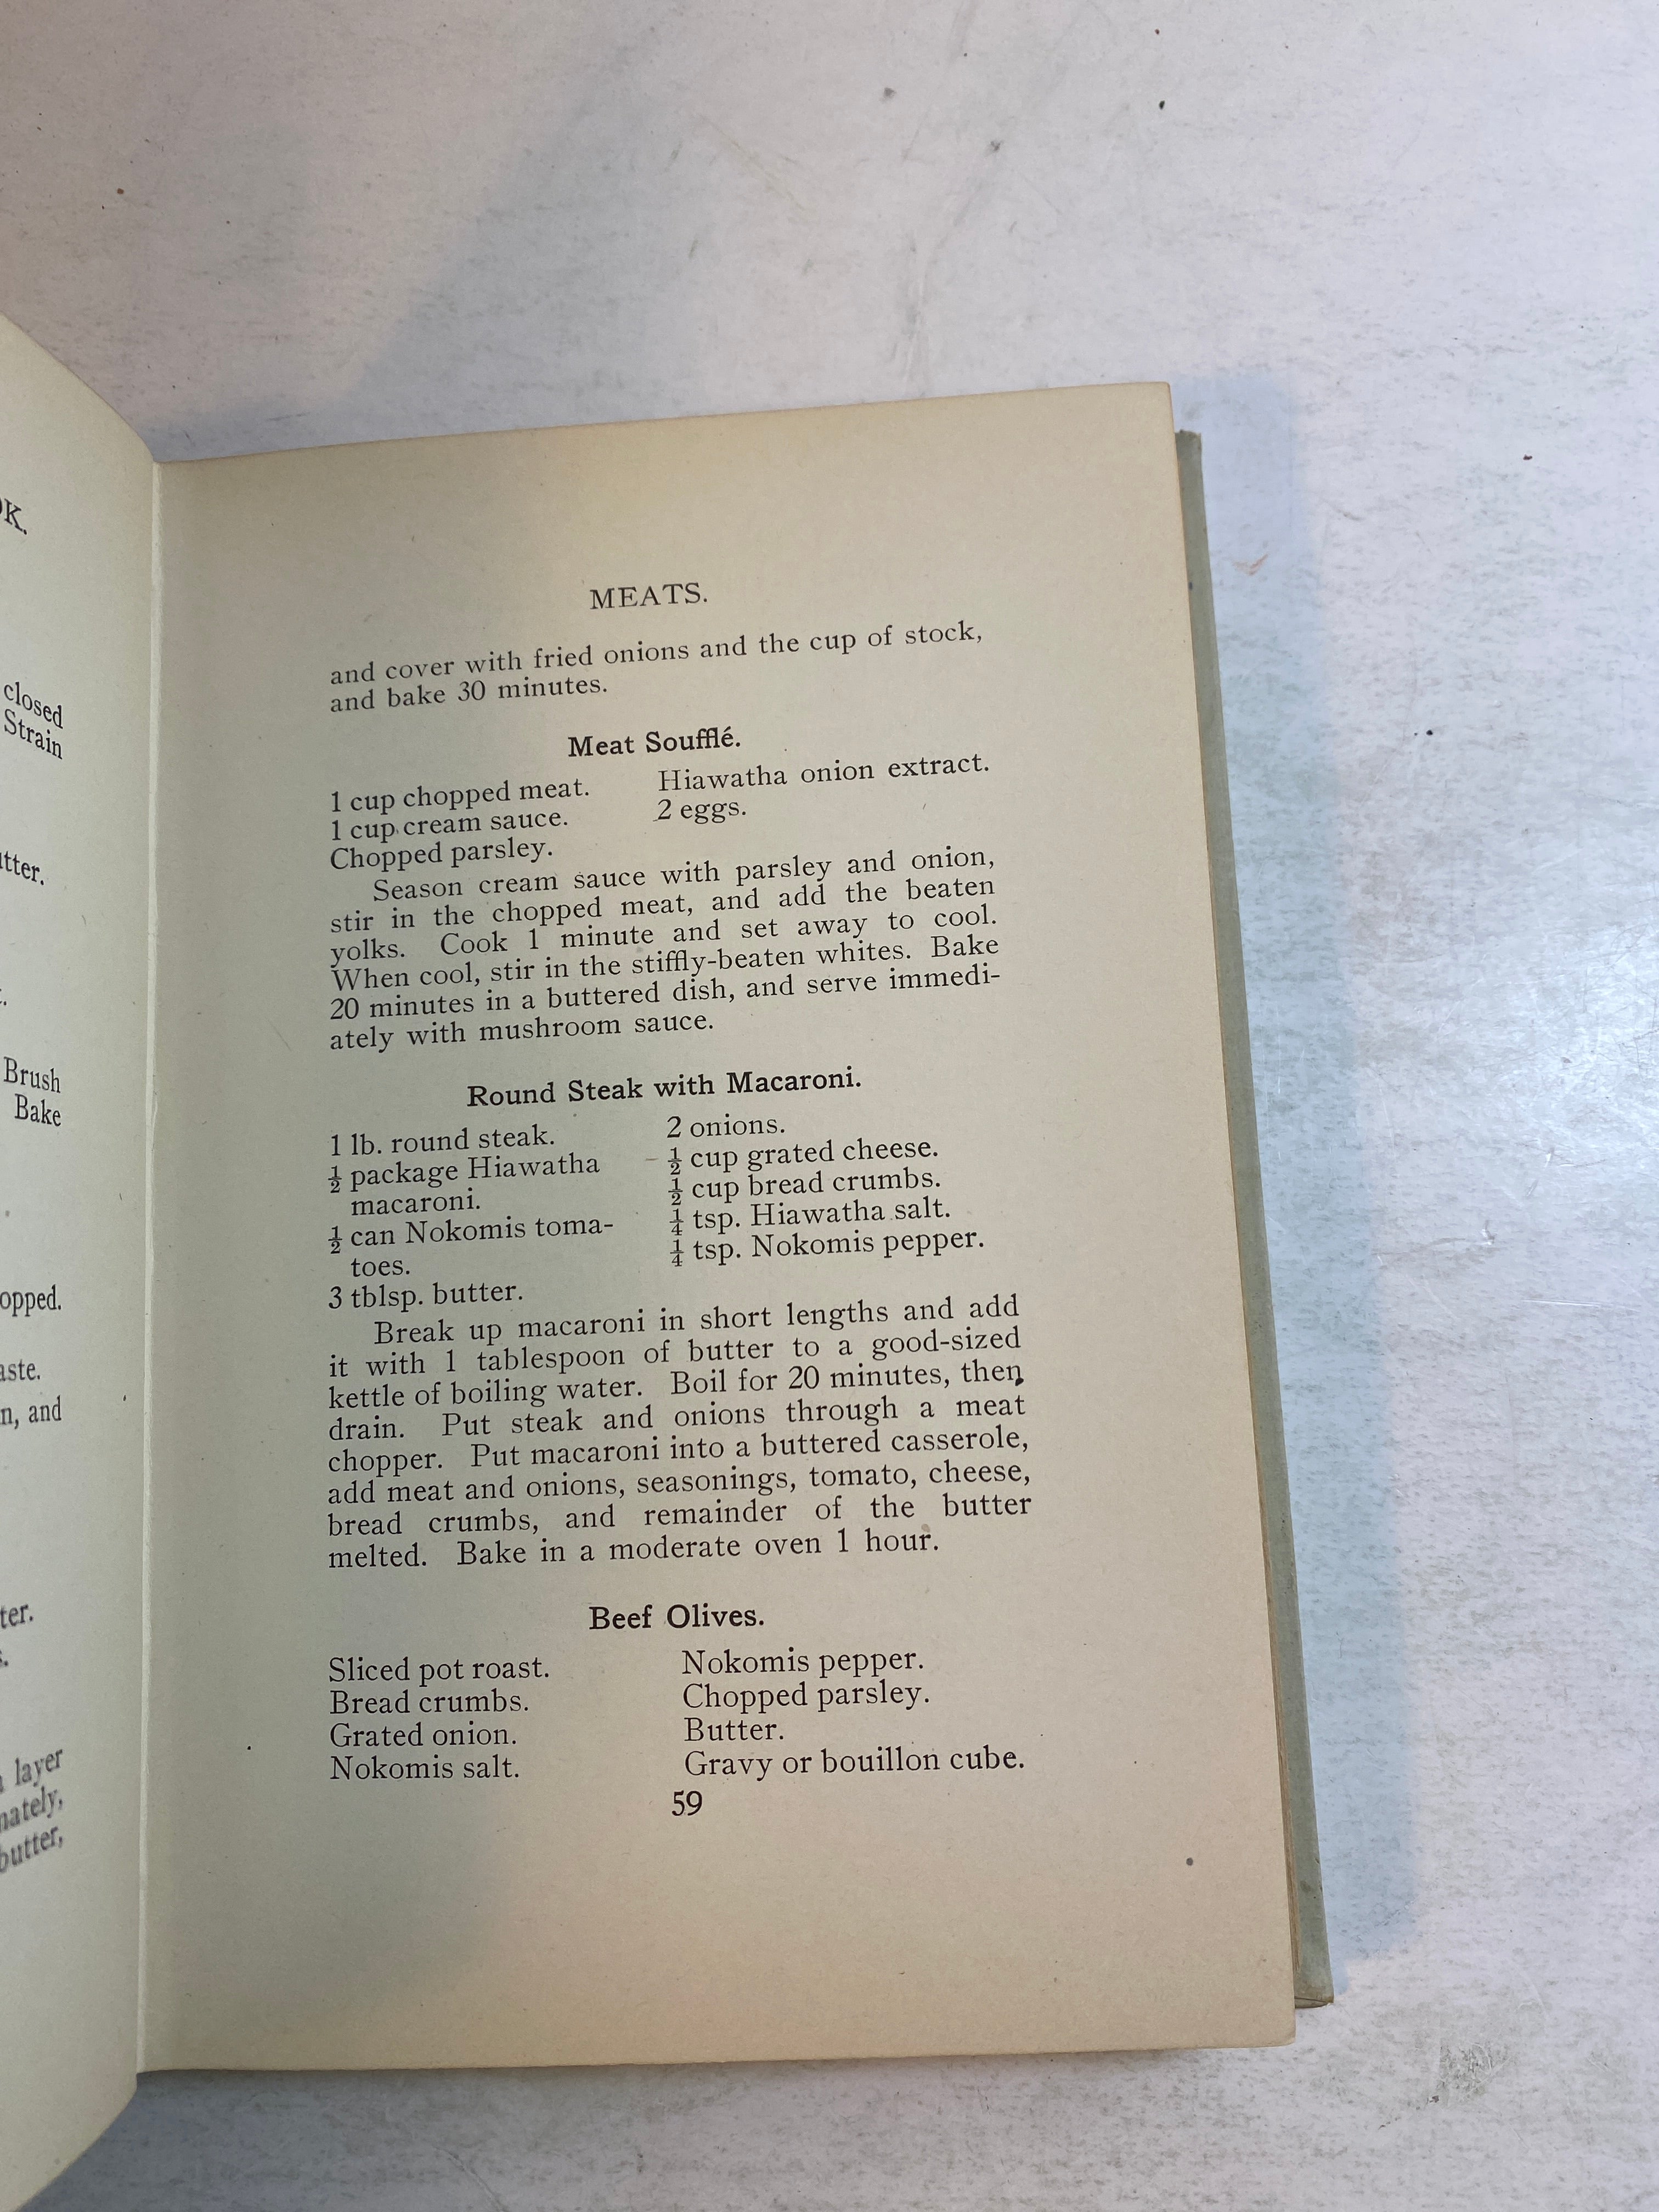 OK.
closed
Strain
Brush
Bake
and
layer
butter,
MEATS.
and cover with fried onions and the cup of stock,
and bake 30 minutes.
Meat Soufflé.
1 cup chopped meat.
1 cup cream sauce.
Chopped parsley.
Hiawatha onion extract.
2 eggs.
Season cream sauce with parsley and onion,
stir in the chopped meat, and add the beaten
yolks. Cook 1 minute and set away to cool.
When cool, stir in the stiffly-beaten whites. Bake
20 minutes in a buttered dish, and serve immedi-
ately with mushroom sauce.
Round Steak with Macaroni.
1 lb. round steak.
½ package Hiawatha
macaroni.
½ can Nokomis toma-
toes.
3 tblsp. butter.
2 onions.
½ cup grated cheese.
½ cup bread crumbs.
¼ tsp. Hiawatha salt.
¼ tsp. Nokomis pepper.
Break up macaroni in short lengths and add
it with 1 tablespoon of butter to a good-sized
kettle of boiling water. Boil for 20 minutes, then
drain. Put steak and onions through a meat
chopper. Put macaroni into a buttered casserole,
add meat and onions, seasonings, tomato, cheese,
bread crumbs, and remainder of the butter
melted. Bake in a moderate oven 1 hour.
Beef Olives.
Sliced pot roast.
Bread crumbs.
Grated onion.
Nokomis salt.
Nokomis pepper.
Chopped parsley.
Butter.
Gravy or bouillon cube.
59